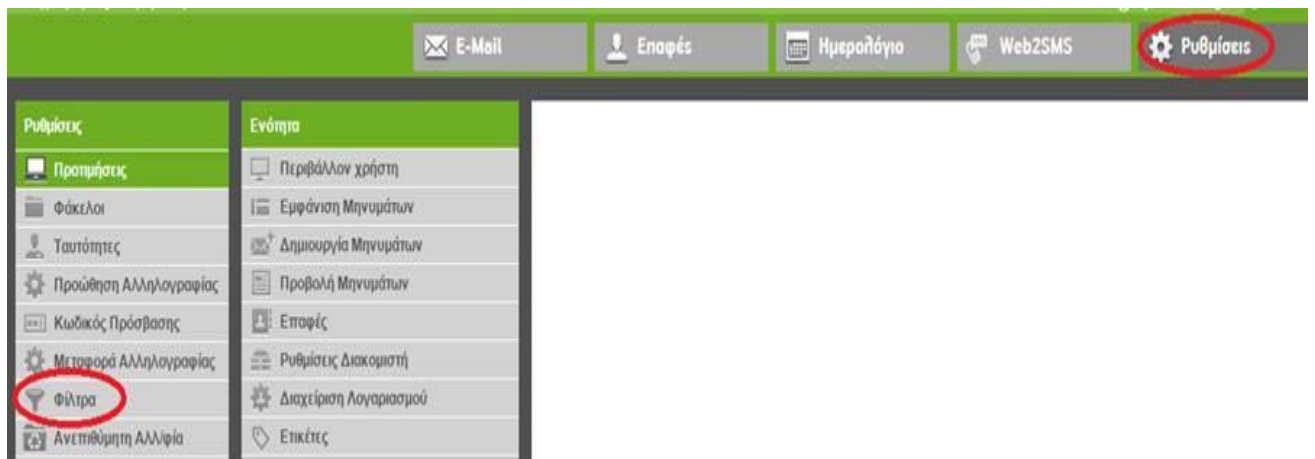 E-Mail
Επαφές
Ημερολόγιο
Web2SMS
Ρυθμίσεις
Ρυθμίσεις
Προτιμήσεις
Φάκελοι
Ταυτότητες
Προώθηση Αλληλογραφίας
Κωδικός Πρόσβασης
Μεταφορά Αλληλογραφίας
Φίλτρα
Ανεπιθύμητη Αλλ/φία
Ενότητα
Περιβάλλον χρήστη
Εμφάνιση Μηνυμάτων
Δημιουργία Μηνυμάτων
Προβολή Μηνυμάτων
Επαφές
Ρυθμίσεις Διακομιστή
Διαχείριση Λογαριασμού
Ετικέτες